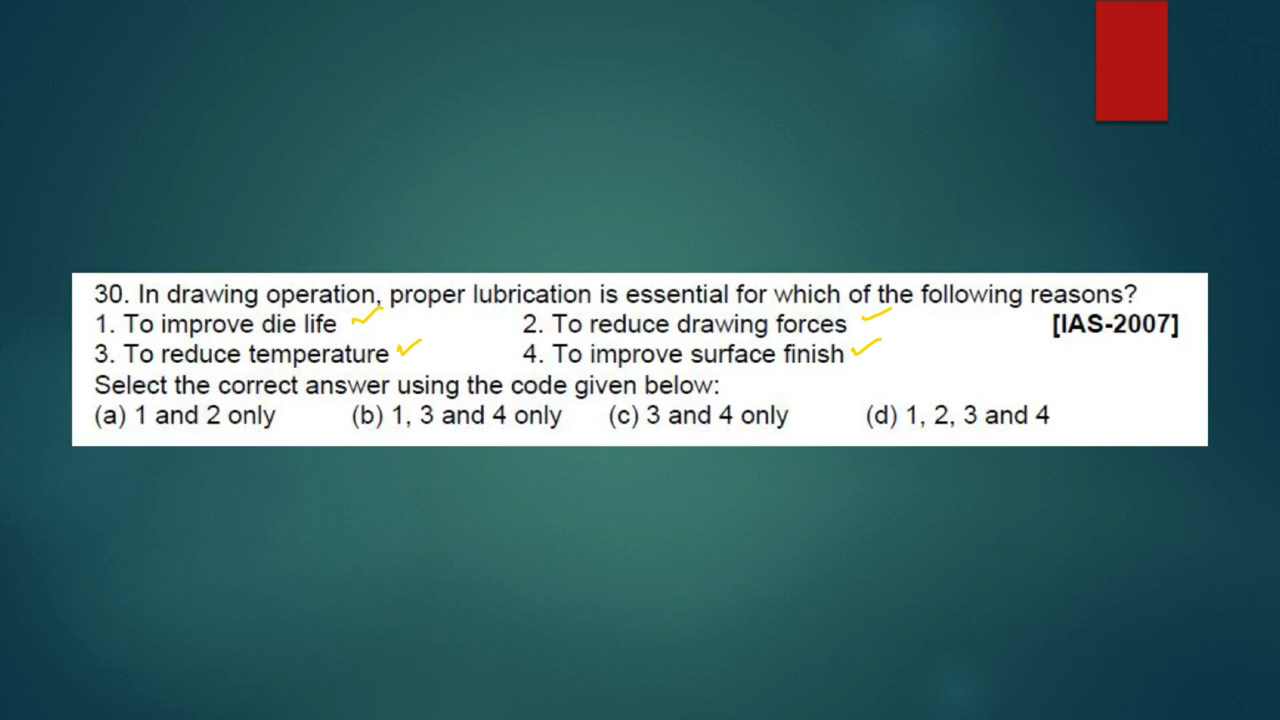 30. In drawing operation, proper lubrication is essential for which of the following reasons?
1. To improve die life 2. To reduce drawing forces [IAS-2007]
3. To reduce temperature 4. To improve surface finish
Select the correct answer using the code given below:
(a) 1 and 2 only (b) 1, 3 and 4 only (c) 3 and 4 only (d) 1, 2, 3 and 4